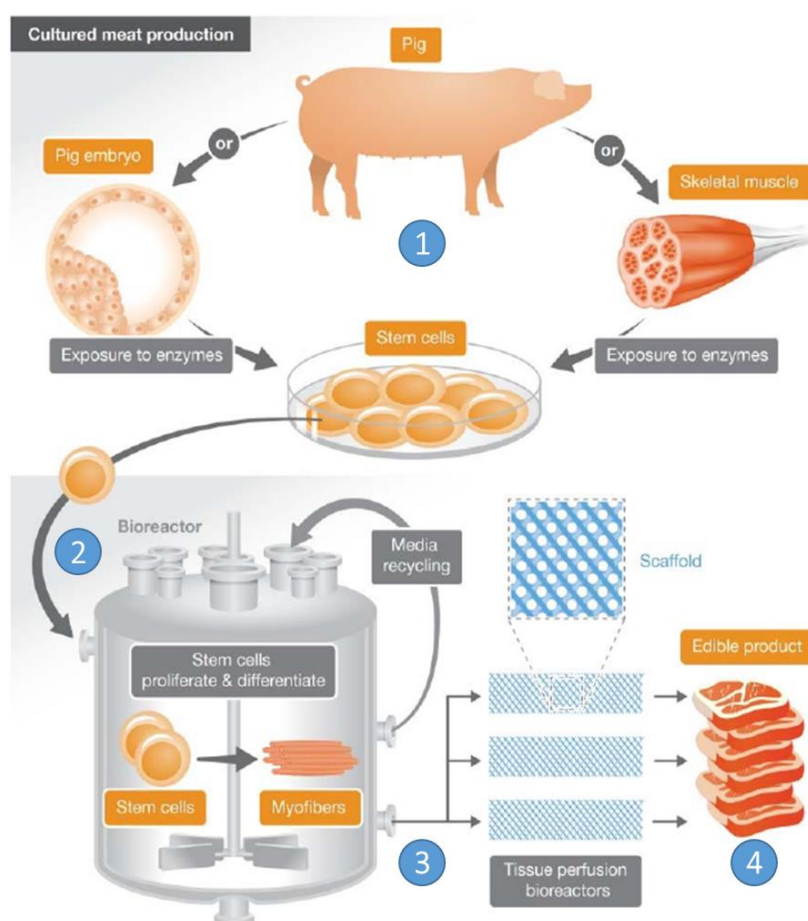 Cultured meat production
Pig
or
or
Pig embryo
Skeletal muscle
1
Stem cells
Exposure to enzymes
Exposure to enzymes
2
Bioreactor
Media
recycling
Scaffold
Stem cells
proliferate & differentiate
Edible product
Stem cells
Myofibers
3
Tissue perfusion
bioreactors
4